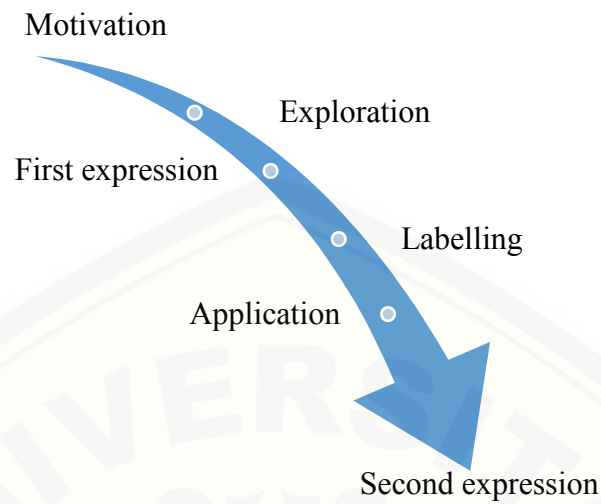 Motivation
Exploration
First expression
Labelling
Application
Second expression